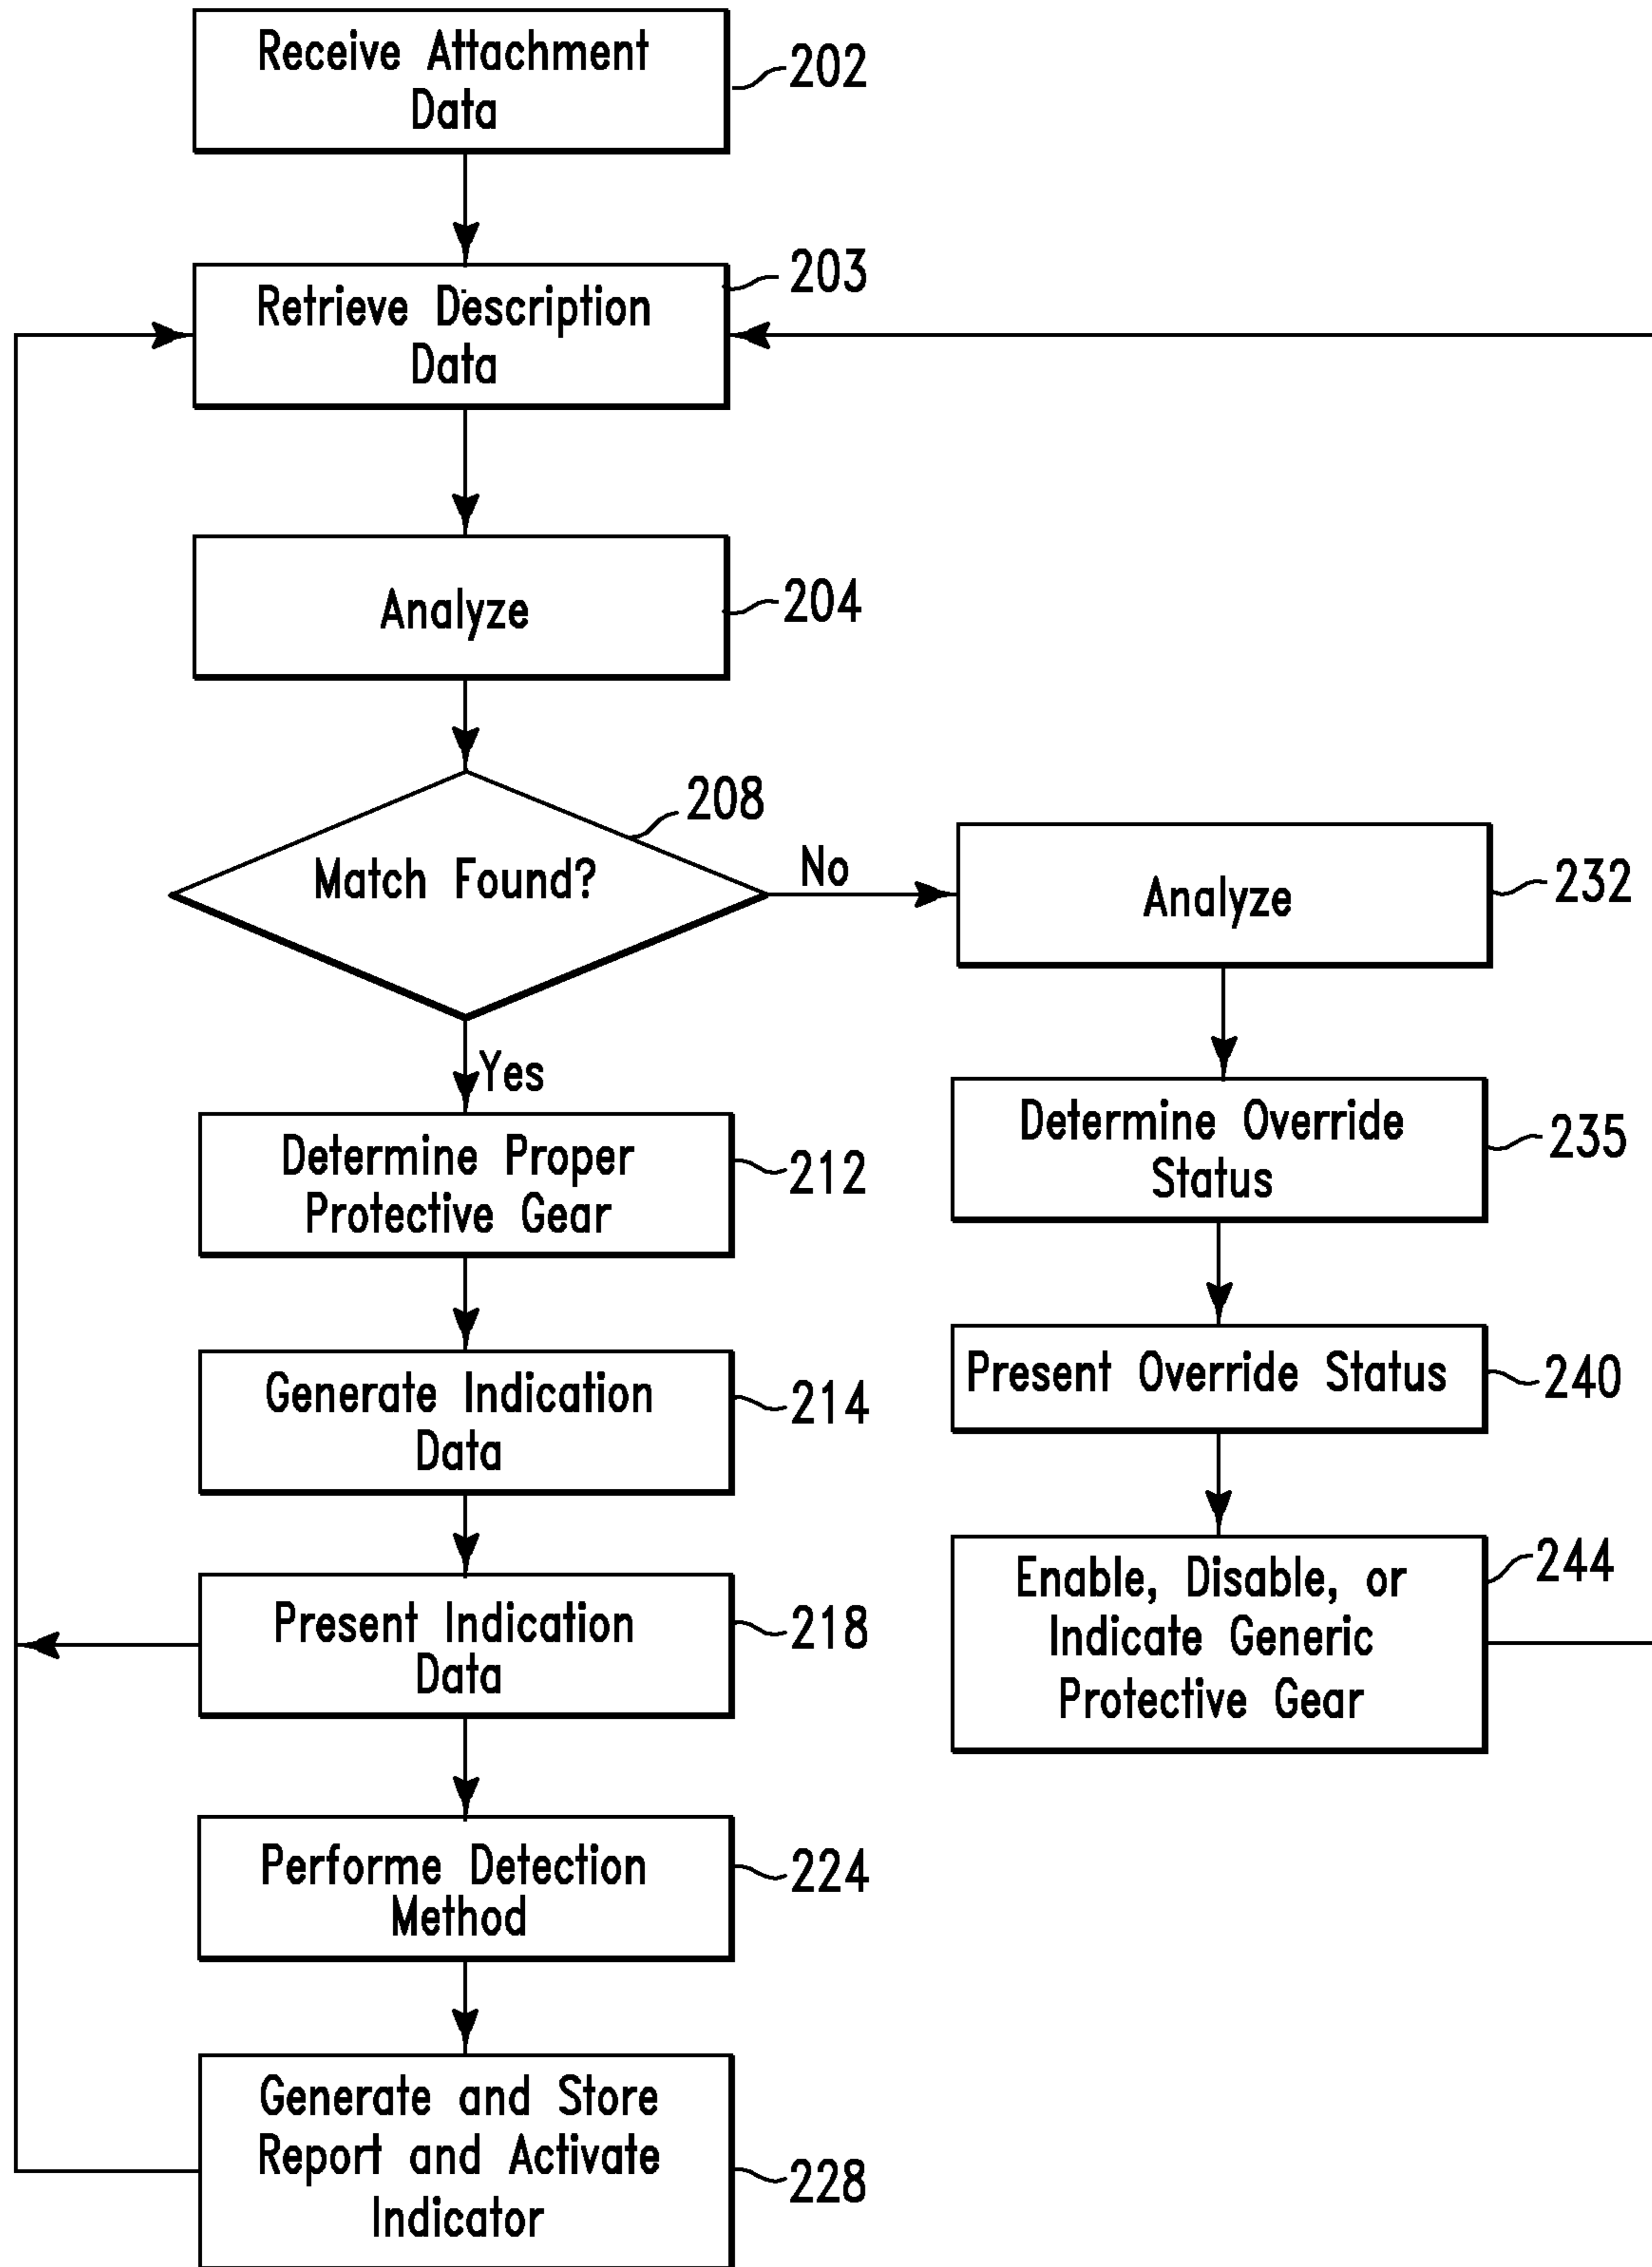 Receive Attachment
Data
202
Retrieve Description
Data
203
Analyze
204
Match Found?
208
No
Yes
Analyze
232
Determine Override
Status
235
Present Override Status
240
Enable, Disable, or
Indicate Generic
Protective Gear
244
Determine Proper
Protective Gear
212
Generate Indication
Data
214
Present Indication
Data
218
Performe Detection
Method
224
Generate and Store
Report and Activate
Indicator
228